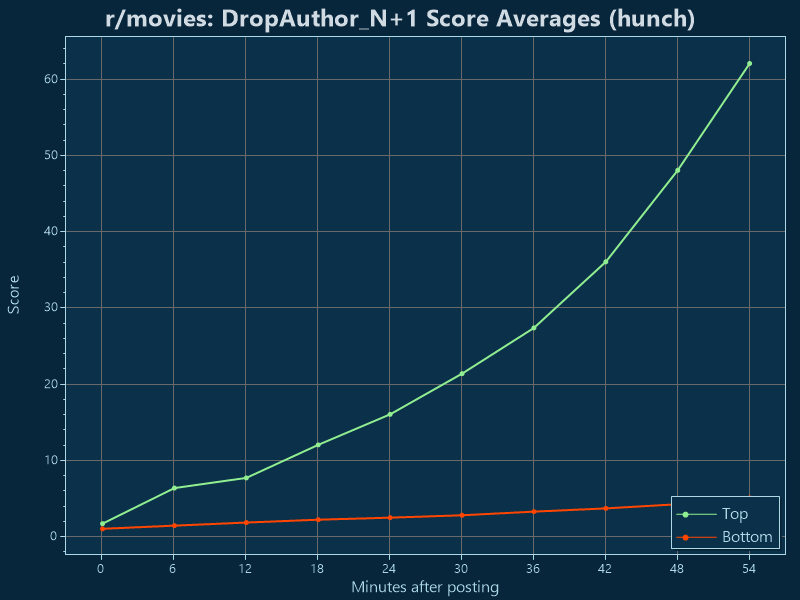 r/movies: DropAuthor_N+1 Score Averages (hunch)
60
50
40
30
20
10
0
Score
Top
Bottom
0 6 12 18 24 30 36 42 48 54
Minutes after posting